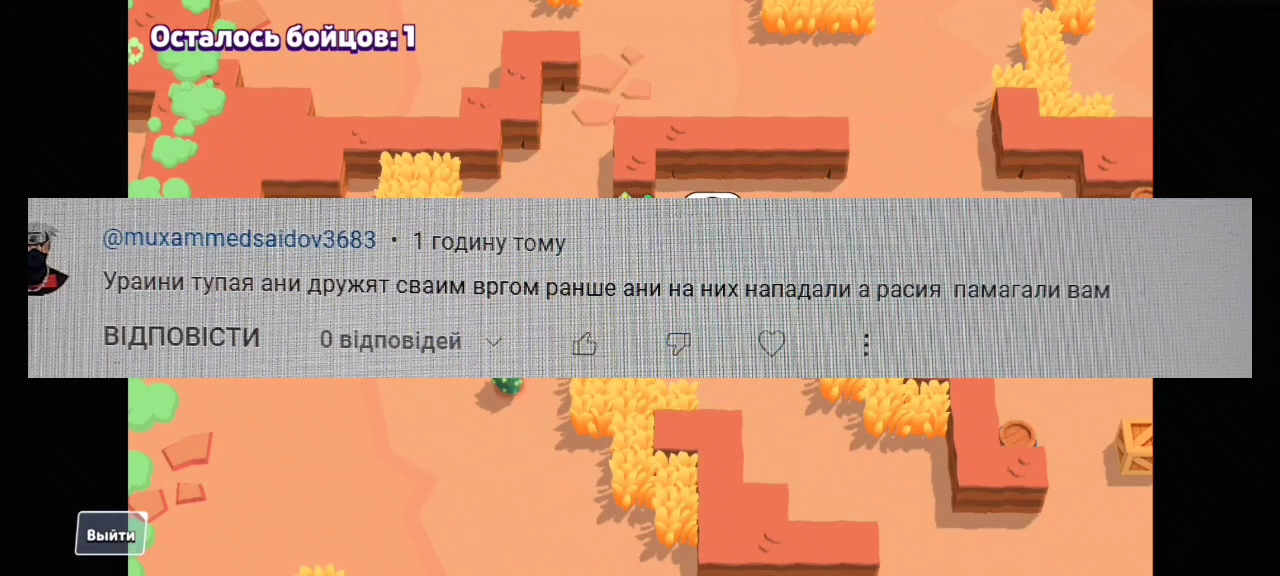 Осталось бойцов: 1
@muxammedsaidov3683 · 1 годину тому
Ураини тупая ани дружят сваим вргом ранше ани на них нападали а расия памагали вам
ВІДПОВІСТИ 0 відповідей
Выйти